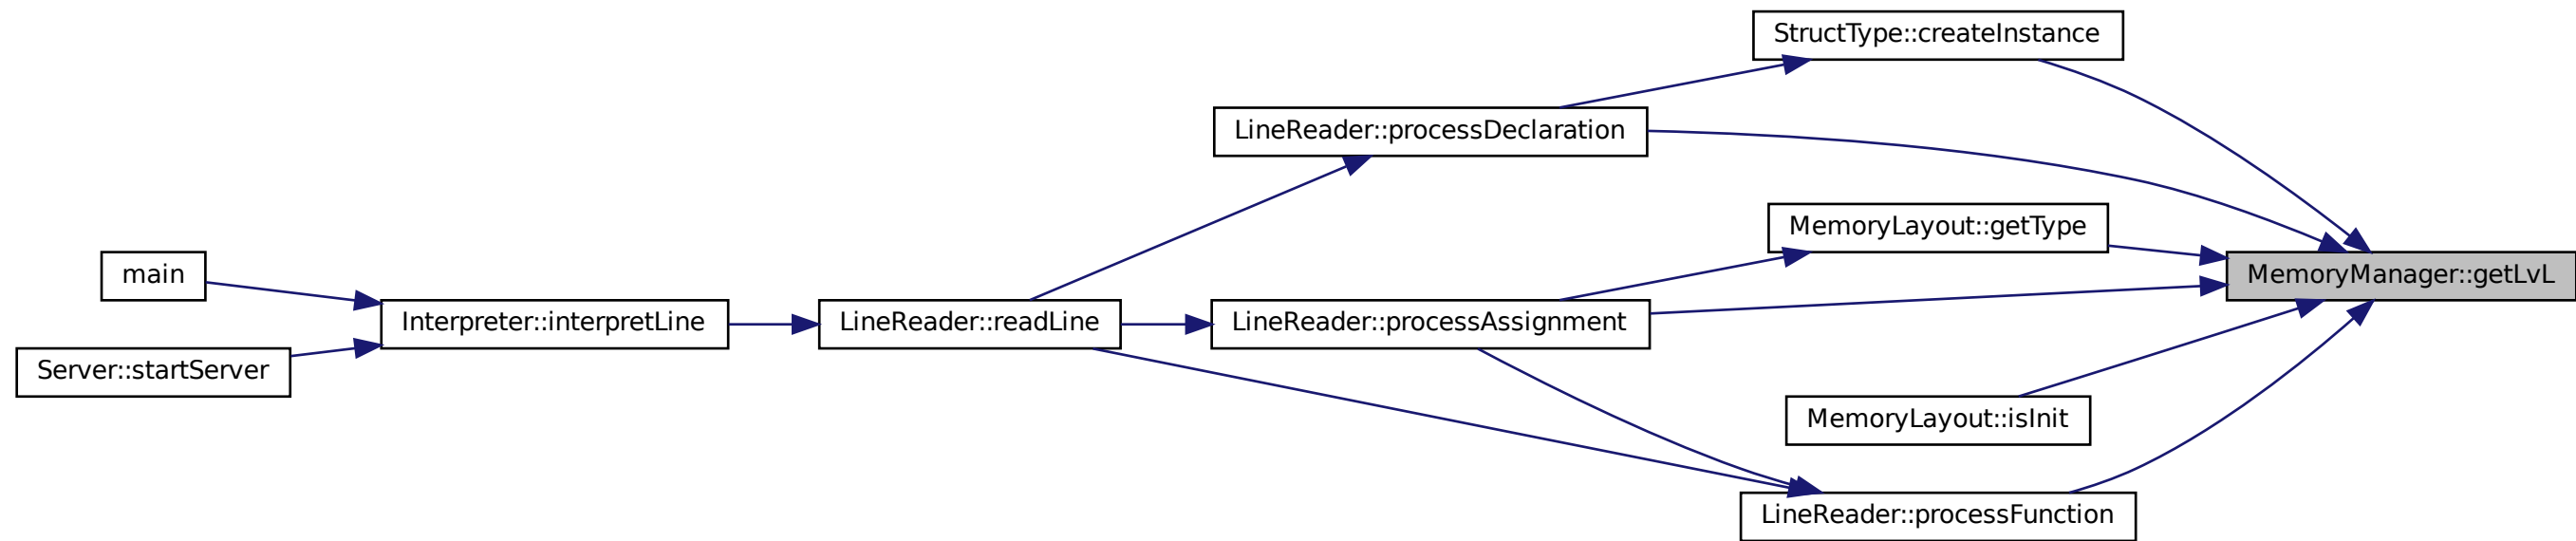 StructType::createInstance
LineReader::processDeclaration
MemoryLayout::getType
main
MemoryManager::getLvL
Interpreter::interpretLine
LineReader::readLine
LineReader::processAssignment
Server::startServer
MemoryLayout::isInit
LineReader::processFunction